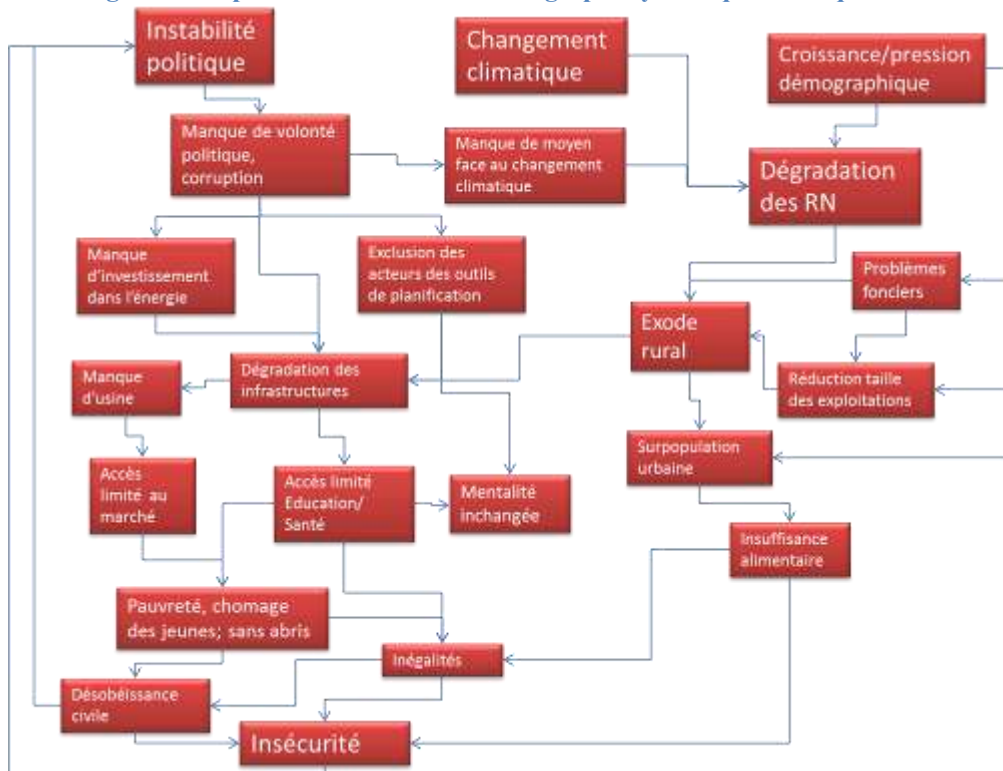 Instabilité
politique
Changement
climatique
Croissance/pression
démographique
Manque de volonté
politique,
corruption
Manque de moyen
face au changement
climatique
Dégradation
des RN
Manque
d'investissement
dans l'énergie
Exclusion des
acteurs des outils
de planification
Problèmes
fonciers
Exode
rural
Manque
d'usine
Dégradation des
infrastructures
Réduction taille
des exploitations
Surpopulation
urbaine
Accès
limité au
marché
Accès limité
Education/
Santé
Mentalité
inchangée
Insuffisance
alimentaire
Pauvreté, chomage
des jeunes; sans abris
Inégalités
Désobéissance
civile
Insécurité